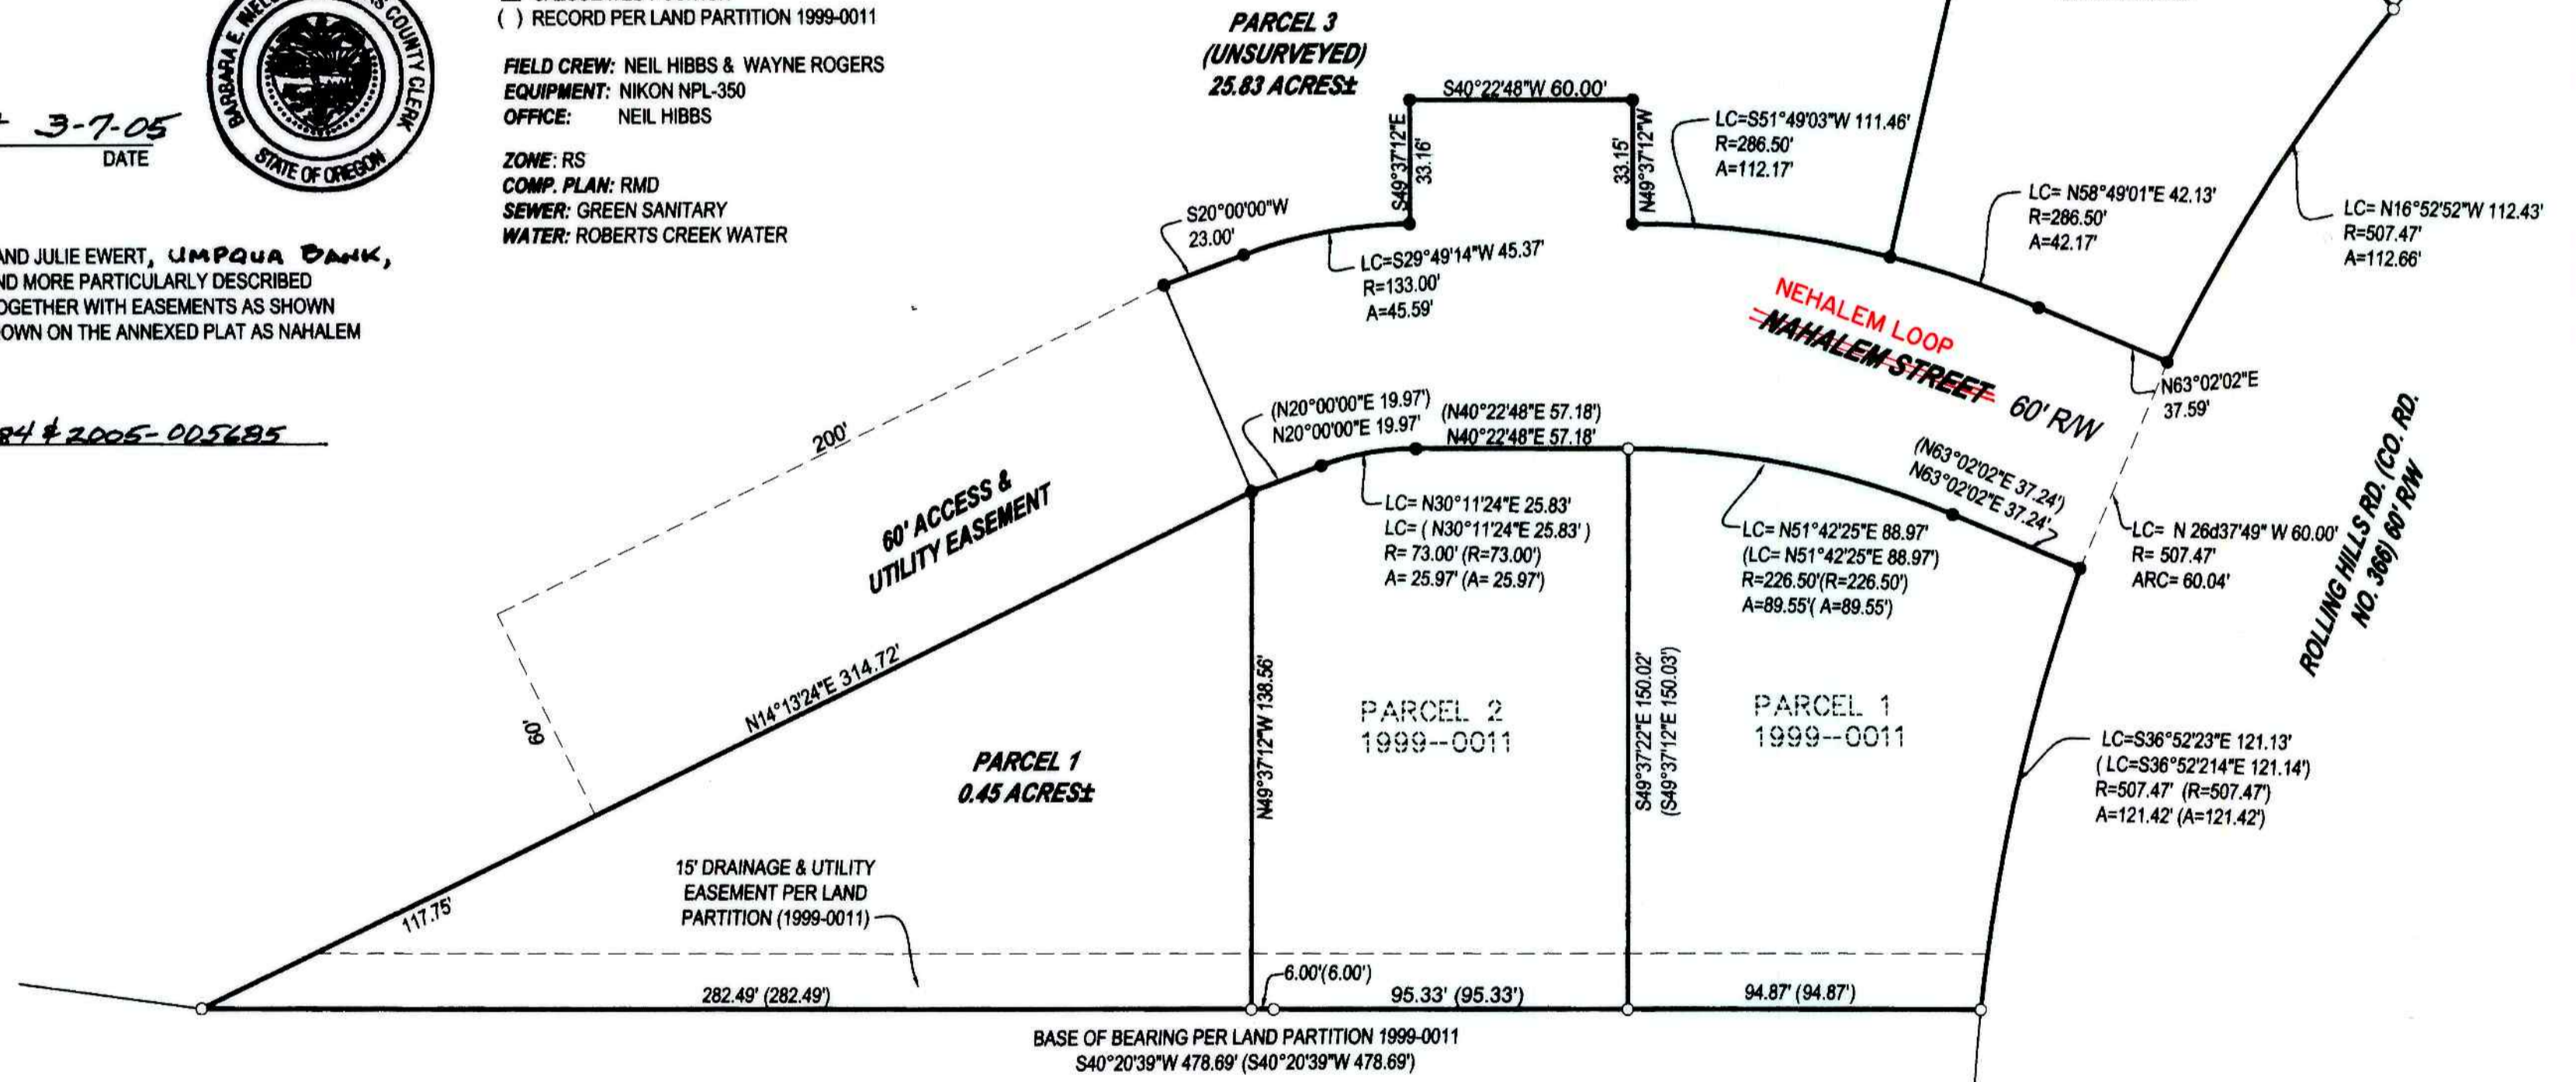 ( ) RECORD PER LAND PARTITION 1999-0011
FIELD CREW: NEIL HIBBS & WAYNE ROGERS
EQUIPMENT: NIKON NPL-350
OFFICE: NEIL HIBBS
ZONE: RS
COMP. PLAN: RMD
SEWER: GREEN SANITARY
WATER: ROBERTS CREEK WATER
BARBARA E.
COUNTY CLERK
STATE OF OREGON
3-7-05
DATE
AND JULIE EWERT, UMPQUA BANK,
ND MORE PARTICULARLY DESCRIBED
OGETHER WITH EASEMENTS AS SHOWN
OWN ON THE ANNEXED PLAT AS NAHALEM
84 & 2005-005685
PARCEL 3
(UNSURVEYED)
25.83 ACRES±
S40°22'48"W 60.00'
S49°37'12"E
33.16'
33.15'
N49°37'12"W
LC=S51°49'03"W 111.46'
R=286.50'
A=112.17'
LC= N58°49'01"E 42.13'
R=286.50'
A=42.17'
LC= N16°52'52"W 112.43'
R=507.47'
A=112.66'
S20°00'00"W
23.00'
LC=S29°49'14"W 45.37'
R=133.00'
A=45.59'
NEHALEM LOOP
NAHALEM STREET 60' R/W
N63°02'02"E
37.59'
ROLLING HILLS RD. (CO. RD.
NO. 366) 60' R/W
200'
60' ACCESS &
UTILITY EASEMENT
60'
(N20°00'00"E 19.97')
N20°00'00"E 19.97'
(N40°22'48"E 57.18')
N40°22'48"E 57.18'
(N63°02'02"E 37.24')
N63°02'02"E 37.24'
LC= N30°11'24"E 25.83'
LC= ( N30°11'24"E 25.83' )
R= 73.00' (R=73.00')
A= 25.97' (A= 25.97')
LC= N51°42'25"E 88.97'
(LC= N51°42'25"E 88.97')
R=226.50'(R=226.50')
A=89.55'( A=89.55')
LC= N 26d37'49" W 60.00'
R= 507.47'
ARC= 60.04'
N14°13'24"E 314.72'
117.75'
PARCEL 1
0.45 ACRES±
N49°37'12"W 138.56'
PARCEL 2
1999--0011
S49°37'22"E 150.02'
(S49°37'12"E 150.03')
PARCEL 1
1999--0011
LC=S36°52'23"E 121.13'
( LC=S36°52'214"E 121.14')
R=507.47' (R=507.47')
A=121.42' (A=121.42')
15' DRAINAGE & UTILITY
EASEMENT PER LAND
PARTITION (1999-0011)
282.49' (282.49')
6.00'(6.00')
95.33' (95.33')
94.87' (94.87')
BASE OF BEARING PER LAND PARTITION 1999-0011
S40°20'39"W 478.69' (S40°20'39"W 478.69')